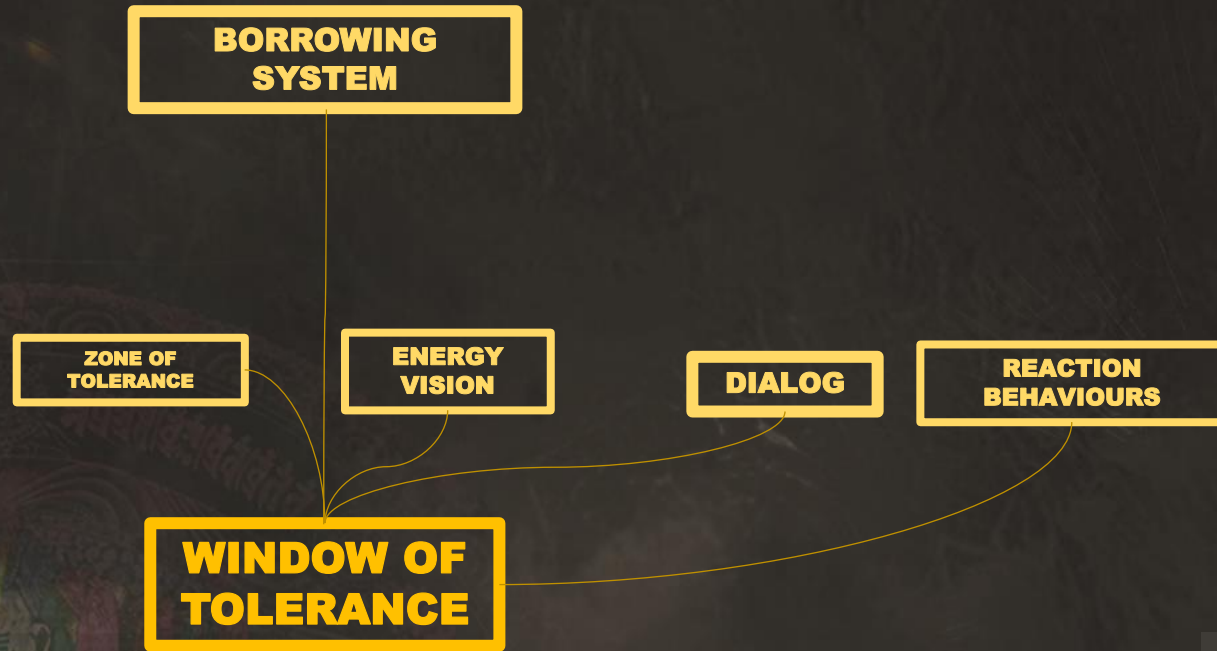 BORROWING
SYSTEM
ZONE OF
TOLERANCE
ENERGY
VISION
DIALOG
REACTION
BEHAVIOURS
WINDOW OF
TOLERANCE